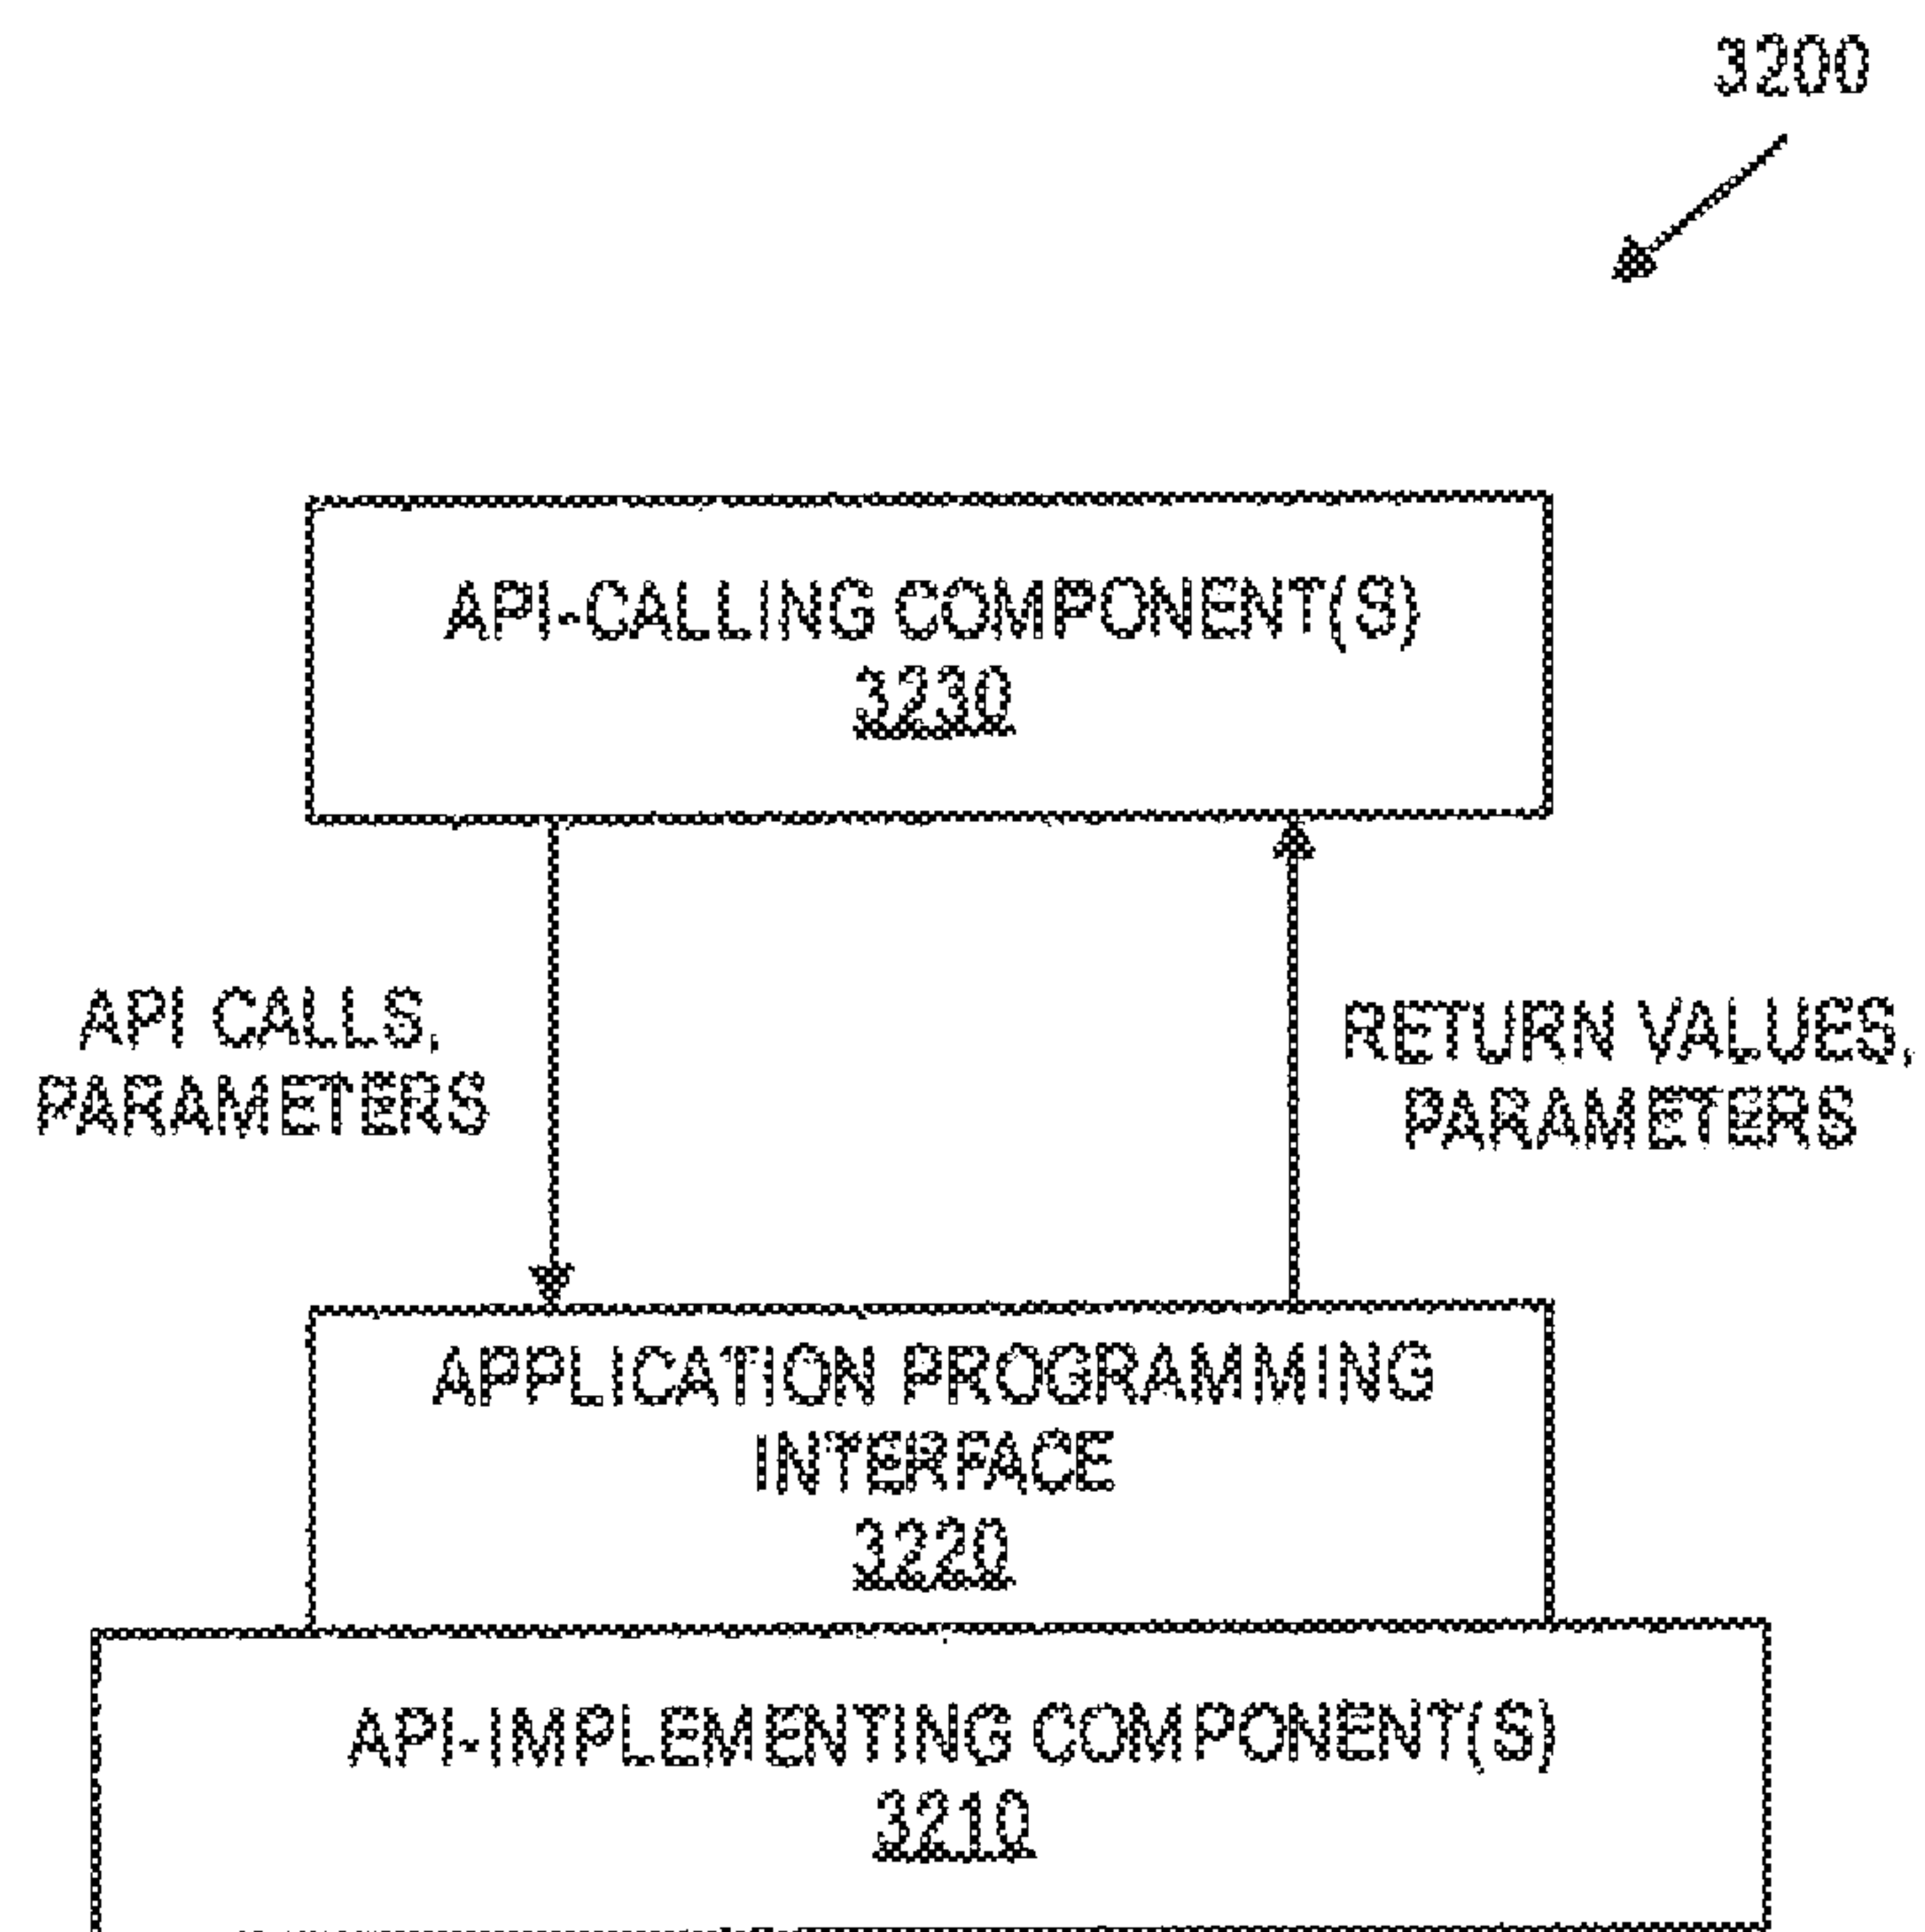 3200
API-CALLING COMPONENT(S)
3230
API CALLS,
PARAMETERS
RETURN VALUES,
PARAMETERS
APPLICATION PROGRAMMING
INTERFACE
3220
API-IMPLEMENTING COMPONENT(S)
3210